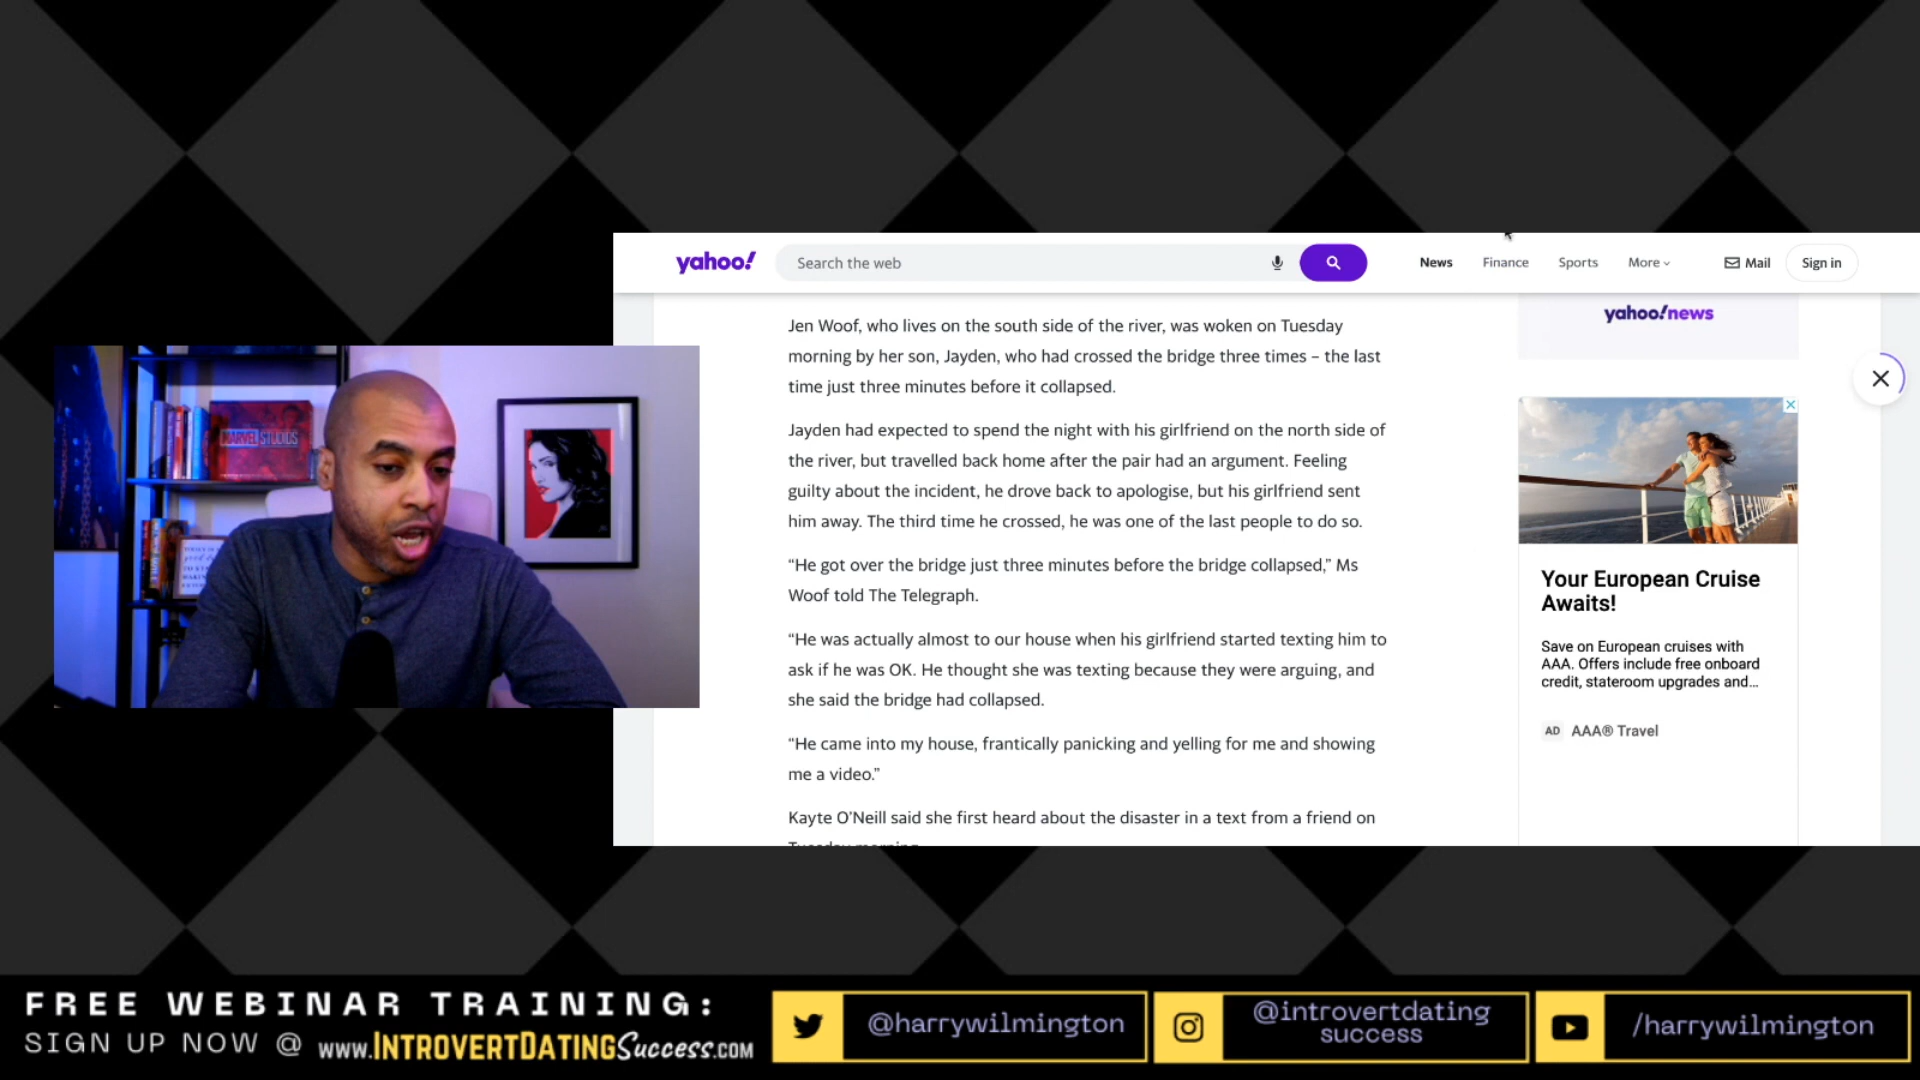 yahoo!
Search the web
News
Finance
Sports
More
Mail
Sign in
Jen Woof, who lives on the south side of the river, was woken on Tuesday
morning by her son, Jayden, who had crossed the bridge three times – the last
time just three minutes before it collapsed.
Jayden had expected to spend the night with his girlfriend on the north side of
the river, but travelled back home after the pair had an argument. Feeling
guilty about the incident, he drove back to apologise, but his girlfriend sent
him away. The third time he crossed, he was one of the last people to do so.
“He got over the bridge just three minutes before the bridge collapsed,” Ms
Woof told The Telegraph.
“He was actually almost to our house when his girlfriend started texting him to
ask if he was OK. He thought she was texting because they were arguing, and
she said the bridge had collapsed.
“He came into my house, frantically panicking and yelling for me and showing
me a video.”
Kayte O’Neill said she first heard about the disaster in a text from a friend on
Tuesday morning
yahoo!news
Your European Cruise
Awaits!
Save on European cruises with
AAA. Offers include free onboard
credit, stateroom upgrades and...
AD AAA® Travel
MARVEL STUDIOS
FREE WEBINAR TRAINING:
SIGN UP NOW @ www.INTROVERTDATINGSuccess.com
@harrywilmington
@introvertdating
success
/harrywilmington